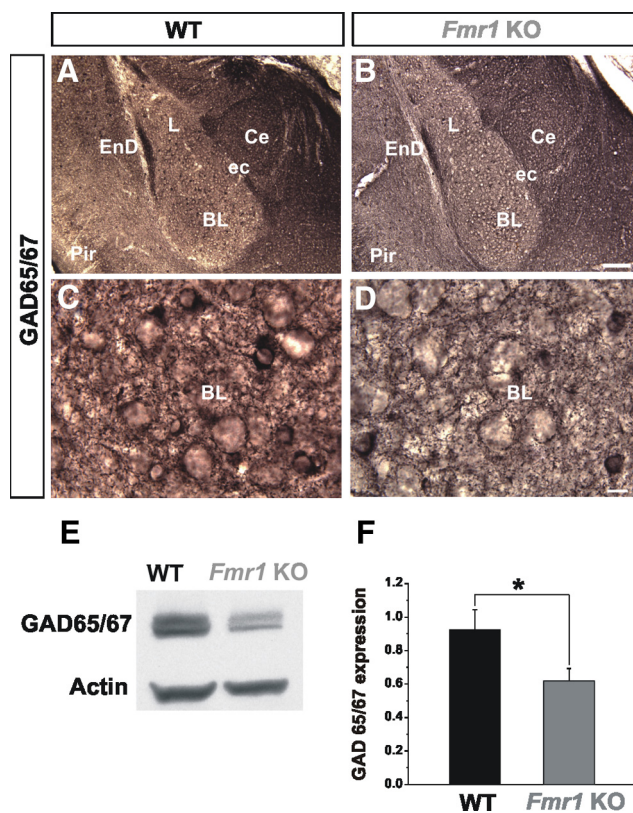 WT
Fmr1 KO
GAD65/67
A
L
EnD
Ce
ec
BL
Pir
B
L
EnD
Ce
ec
BL
Pir
C
BL
D
BL
E
WT Fmr1 KO
GAD65/67
Actin
F
GAD 65/67 expression
1.2
1.0
0.8
0.6
0.4
0.2
0.0
*
WT Fmr1 KO